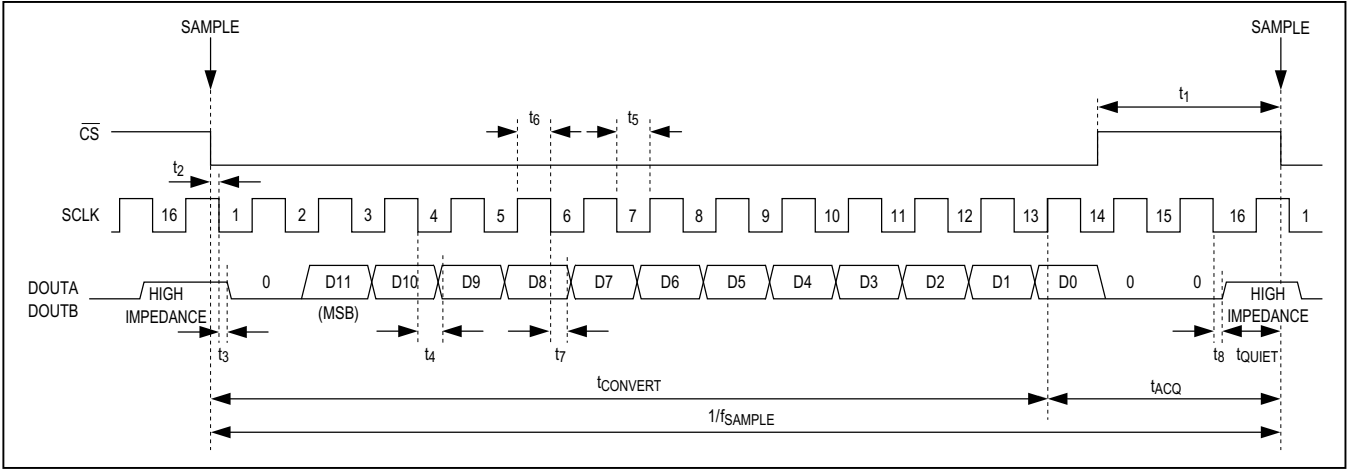 SAMPLE SAMPLE
t1
CS t6 t5
t2
SCLK 16 1 2 3 4 5 6 7 8 9 10 11 12 13 14 15 16 1
DOUTA HIGH 0 D11 D10 D9 D8 D7 D6 D5 D4 D3 D2 D1 D0 0 0 HIGH
DOUTB IMPEDANCE (MSB) IMPEDANCE
t3 t4 t7 t8 tQUIET
tCONVERT tACQ
1/fSAMPLE